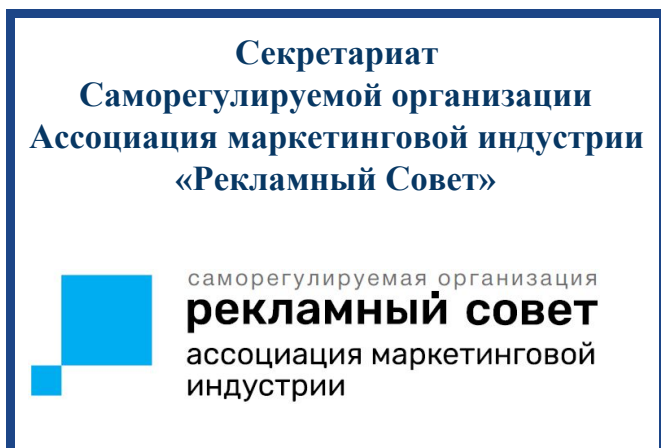 Секретариат
Саморегулируемой организации
Ассоциация маркетинговой индустрии
«Рекламный Совет»
саморегулируемая организация
рекламный совет
ассоциация маркетинговой
индустрии